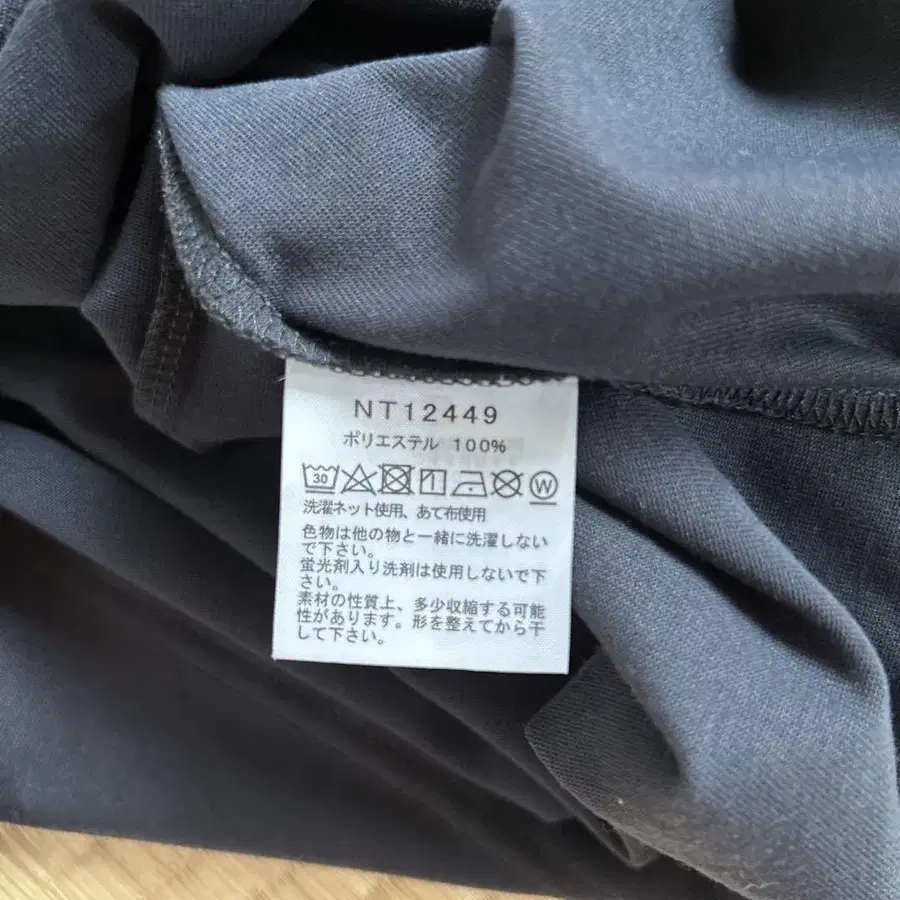 NT12449
ポリエステル 100%
30 W
洗濯ネット使用、あて布使用
色物は他の物と一緒に洗濯しない
で下さい。
蛍光剤入り洗剤は使用しないで下
さい。
素材の性質上、多少収縮する可能
性があります。形を整えてから干
して下さい。